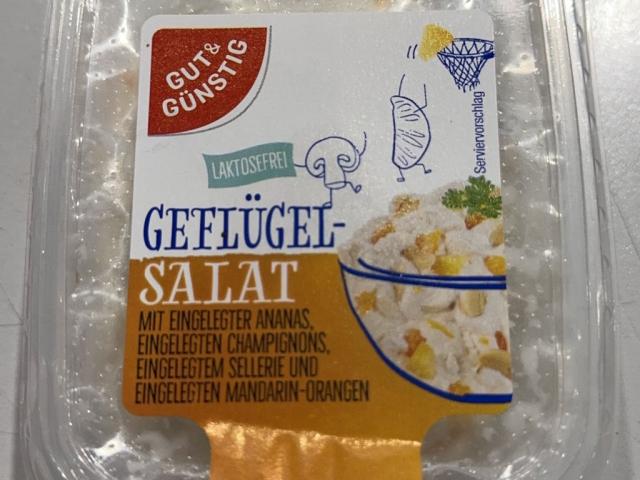 GUT&
GÜNSTIG
Serviervorschlag
LAKTOSEFREI
GEFLÜGEL-
SALAT
MIT EINGELEGTER ANANAS,
EINGELEGTEN CHAMPIGNONS,
EINGELEGTEM SELLERIE UND
EINGELEGTEN MANDARIN-ORANGEN